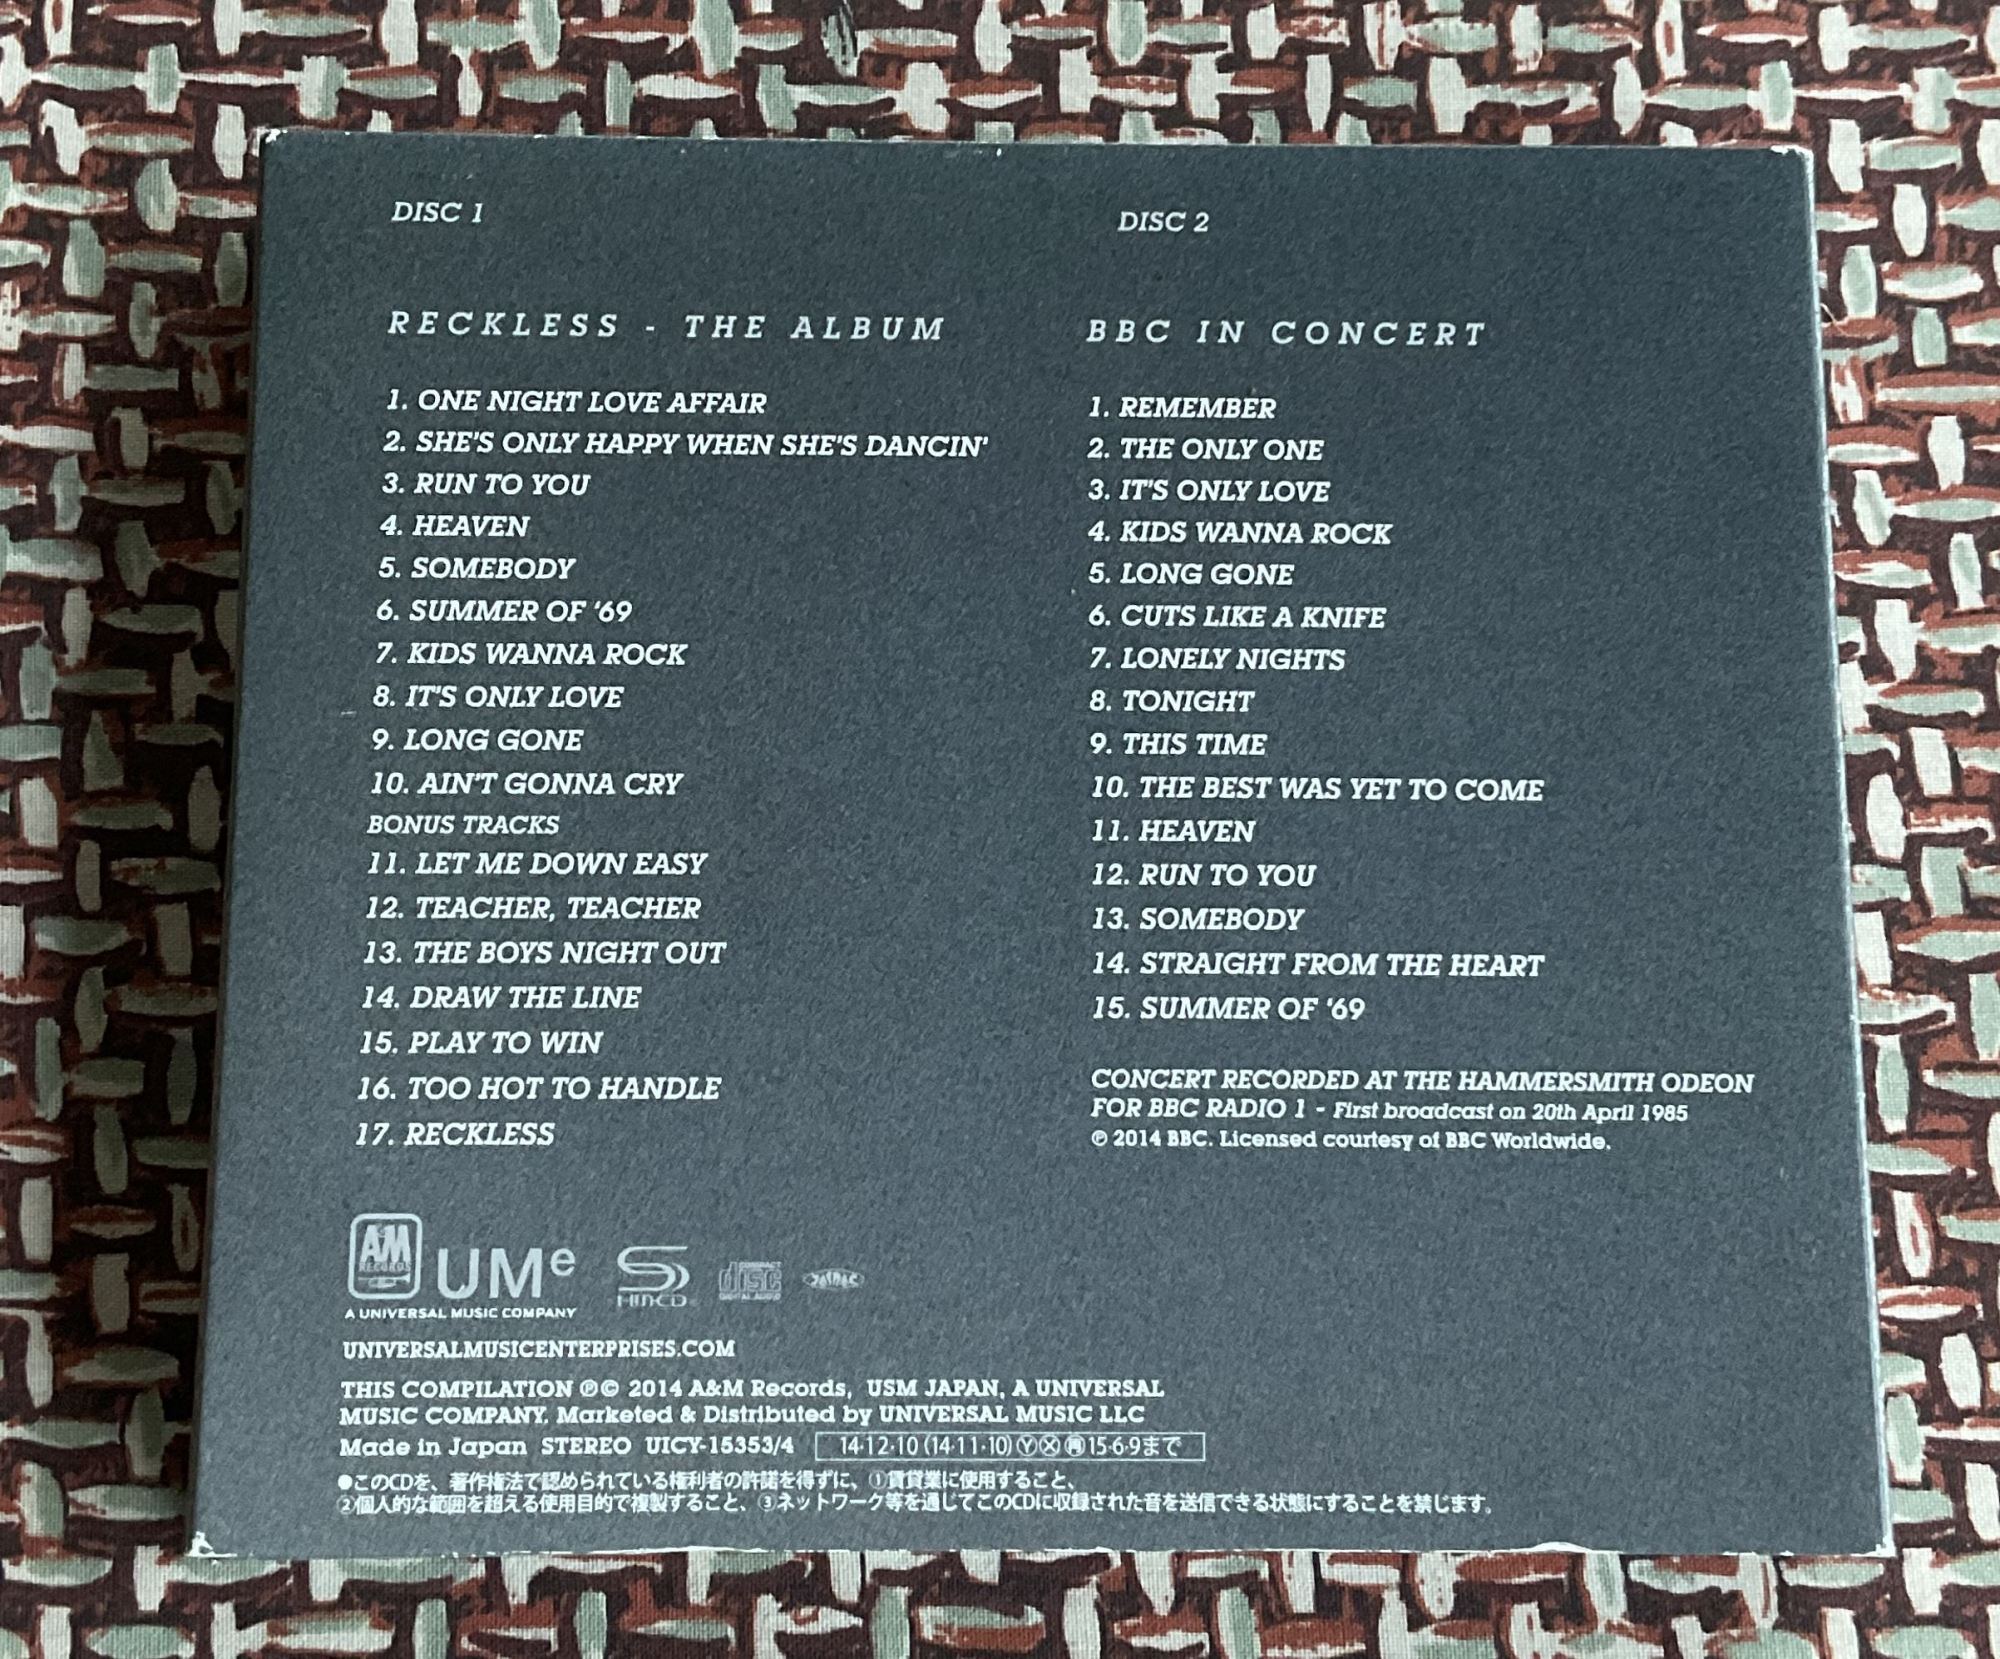 DISC 1
RECKLESS - THE ALBUM
1. ONE NIGHT LOVE AFFAIR
2. SHE'S ONLY HAPPY WHEN SHE'S DANCIN'
3. RUN TO YOU
4. HEAVEN
5. SOMEBODY
6. SUMMER OF ‘69
7. KIDS WANNA ROCK
8. IT'S ONLY LOVE
9. LONG GONE
10. AIN'T GONNA CRY
BONUS TRACKS
11. LET ME DOWN EASY
12. TEACHER, TEACHER
13. THE BOYS NIGHT OUT
14. DRAW THE LINE
15. PLAY TO WIN
16. TOO HOT TO HANDLE
17. RECKLESS
DISC 2
BBC IN CONCERT
1. REMEMBER
2. THE ONLY ONE
3. IT'S ONLY LOVE
4. KIDS WANNA ROCK
5. LONG GONE
6. CUTS LIKE A KNIFE
7. LONELY NIGHTS
8. TONIGHT
9. THIS TIME
10. THE BEST WAS YET TO COME
11. HEAVEN
12. RUN TO YOU
13. SOMEBODY
14. STRAIGHT FROM THE HEART
15. SUMMER OF ‘69
CONCERT RECORDED AT THE HAMMERSMITH ODEON
FOR BBC RADIO 1 - First broadcast on 20th April 1985
℗ 2014 BBC. Licensed courtesy of BBC Worldwide.
A&M
RECORDS
UMe
A UNIVERSAL MUSIC COMPANY
S
HM-CD
COMPACT
disc
DIGITAL AUDIO
JASRAC
UNIVERSALMUSICENTERPRISES.COM
THIS COMPILATION ℗© 2014 A&M Records, USM JAPAN, A UNIVERSAL
MUSIC COMPANY. Marketed & Distributed by UNIVERSAL MUSIC LLC
Made in Japan STEREO UICY-15353/4 14·12·10 (14·11·10) Ⓨ Ⓧ 15·6·9まで
●このCDを、著作権法で認められている権利者の許諾を得ずに、①賃貸業に使用すること、
②個人的な範囲を超える使用目的で複製すること、③ネットワーク等を通じてこのCDに収録された音を送信できる状態にすることを禁じます。